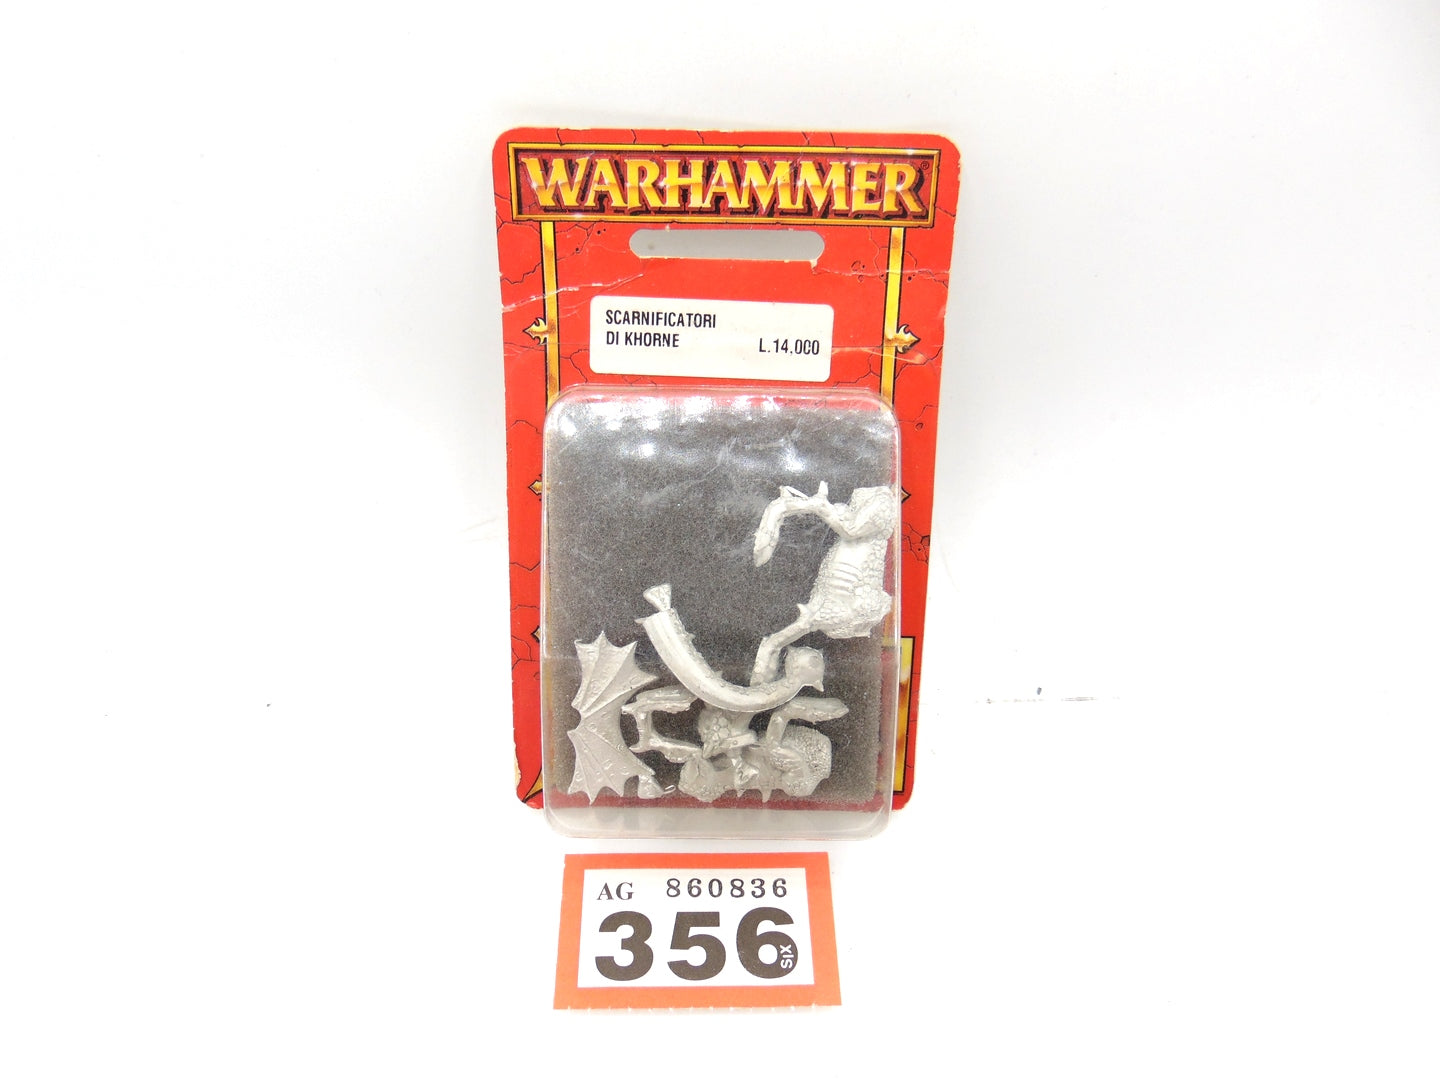 WARHAMMER®
SCARNIFICATORI
DI KHORNE
L.14,000
AG 860836
356
SIX